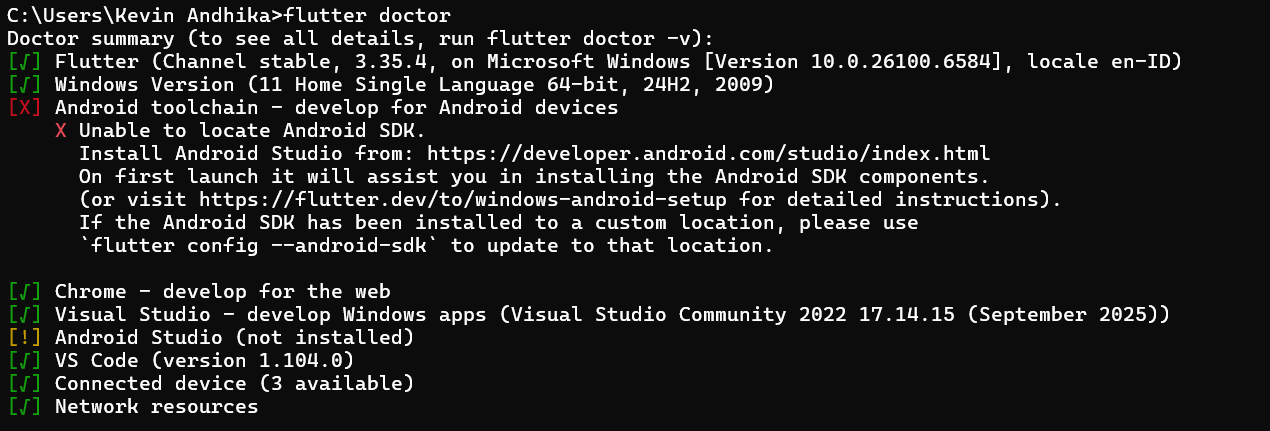 C:\Users\Kevin Andhika>flutter doctor
Doctor summary (to see all details, run flutter doctor -v):
[√] Flutter (Channel stable, 3.35.4, on Microsoft Windows [Version 10.0.26100.6584], locale en-ID)
[√] Windows Version (11 Home Single Language 64-bit, 24H2, 2009)
[X] Android toolchain - develop for Android devices
    X Unable to locate Android SDK.
      Install Android Studio from: https://developer.android.com/studio/index.html
      On first launch it will assist you in installing the Android SDK components.
      (or visit https://flutter.dev/to/windows-android-setup for detailed instructions).
      If the Android SDK has been installed to a custom location, please use
      `flutter config --android-sdk` to update to that location.

[√] Chrome - develop for the web
[√] Visual Studio - develop Windows apps (Visual Studio Community 2022 17.14.15 (September 2025))
[!] Android Studio (not installed)
[√] VS Code (version 1.104.0)
[√] Connected device (3 available)
[√] Network resources